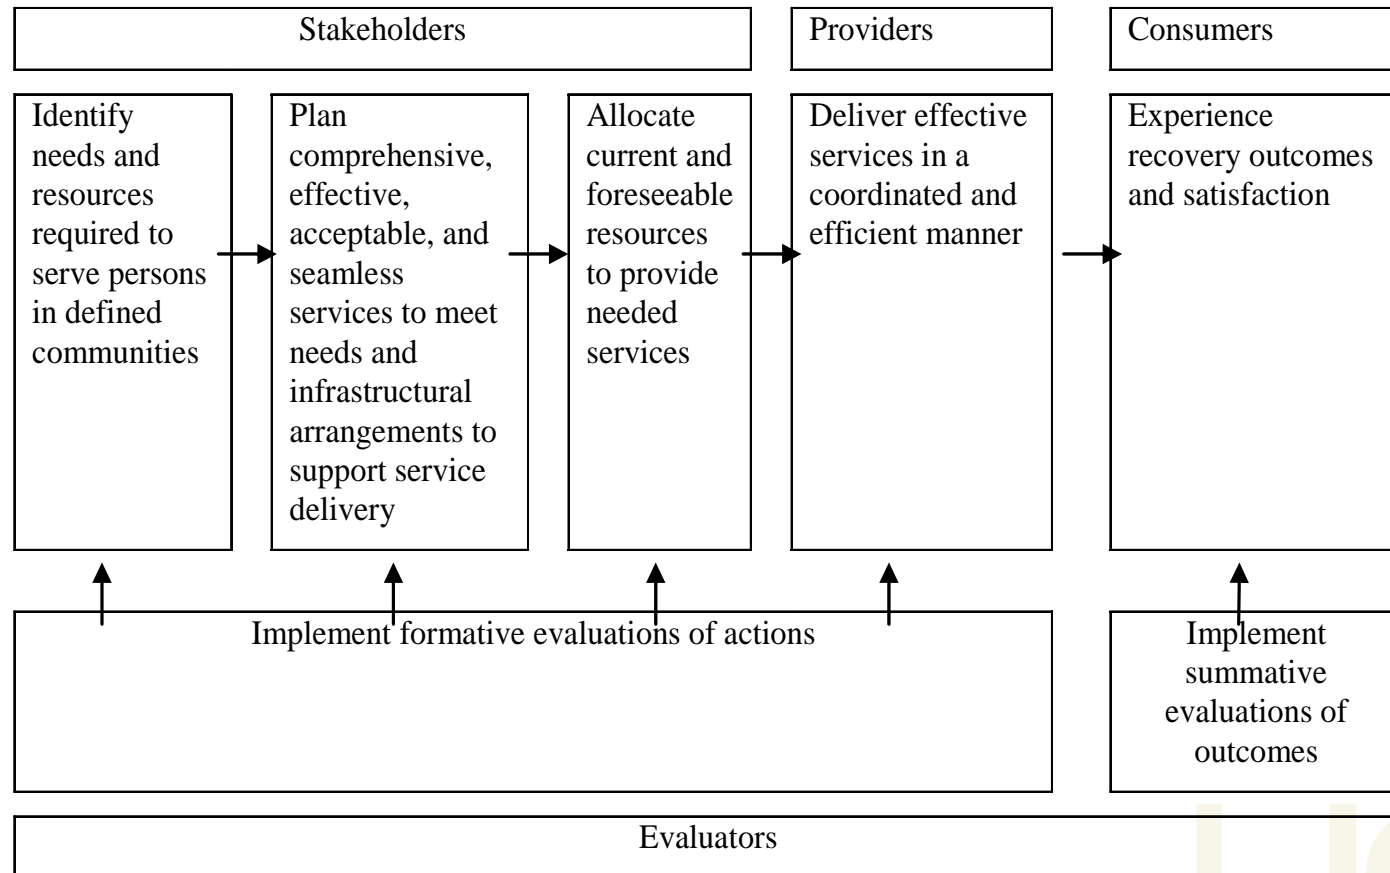 Stakeholders
Providers
Consumers
Identify
needs and
resources
required to
serve persons
in defined
communities
Plan
comprehensive,
effective,
acceptable, and
seamless
services to meet
needs and
infrastructural
arrangements to
support service
delivery
Allocate
current and
foreseeable
resources
to provide
needed
services
Deliver effective
services in a
coordinated and
efficient manner
Experience
recovery outcomes
and satisfaction
Implement formative evaluations of actions
Implement
summative
evaluations of
outcomes
Evaluators